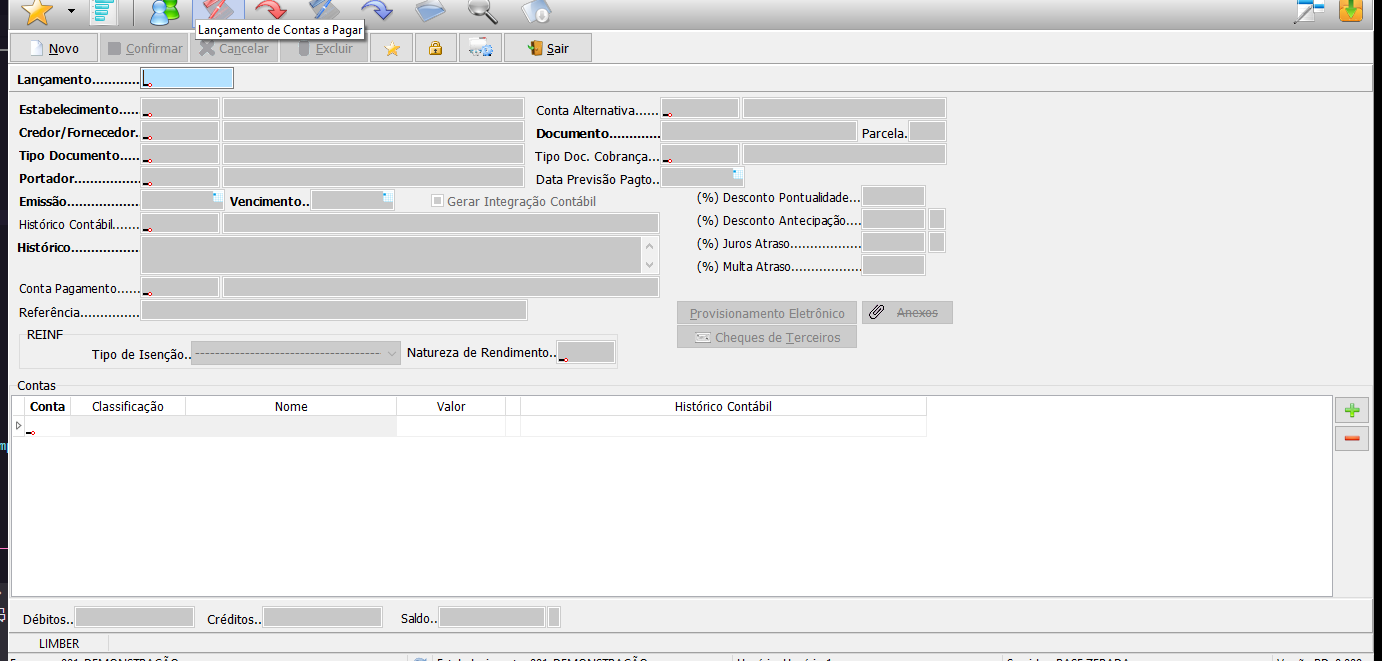 Lançamento de Contas a Pagar
Novo Confirmar Cancelar Excluir Sair
Lançamento............
Estabelecimento..... Conta Alternativa......
Credor/Fornecedor. Documento............. Parcela.
Tipo Documento..... Tipo Doc. Cobrança...
Portador................ Data Previsão Pagto..
Emissão.................. Vencimento.. Gerar Integração Contábil (%) Desconto Pontualidade...
Histórico Contábil....... (%) Desconto Antecipação....
Histórico................. (%) Juros Atraso..................
(%) Multa Atraso..................
Conta Pagamento......
Referência............... Provisionamento Eletrônico Anexos
REINF Cheques de Terceiros
Tipo de Isenção.. -------------------------------------- Natureza de Rendimento..
Contas
Conta Classificação Nome Valor Histórico Contábil
Débitos.. Créditos.. Saldo..
LIMBER